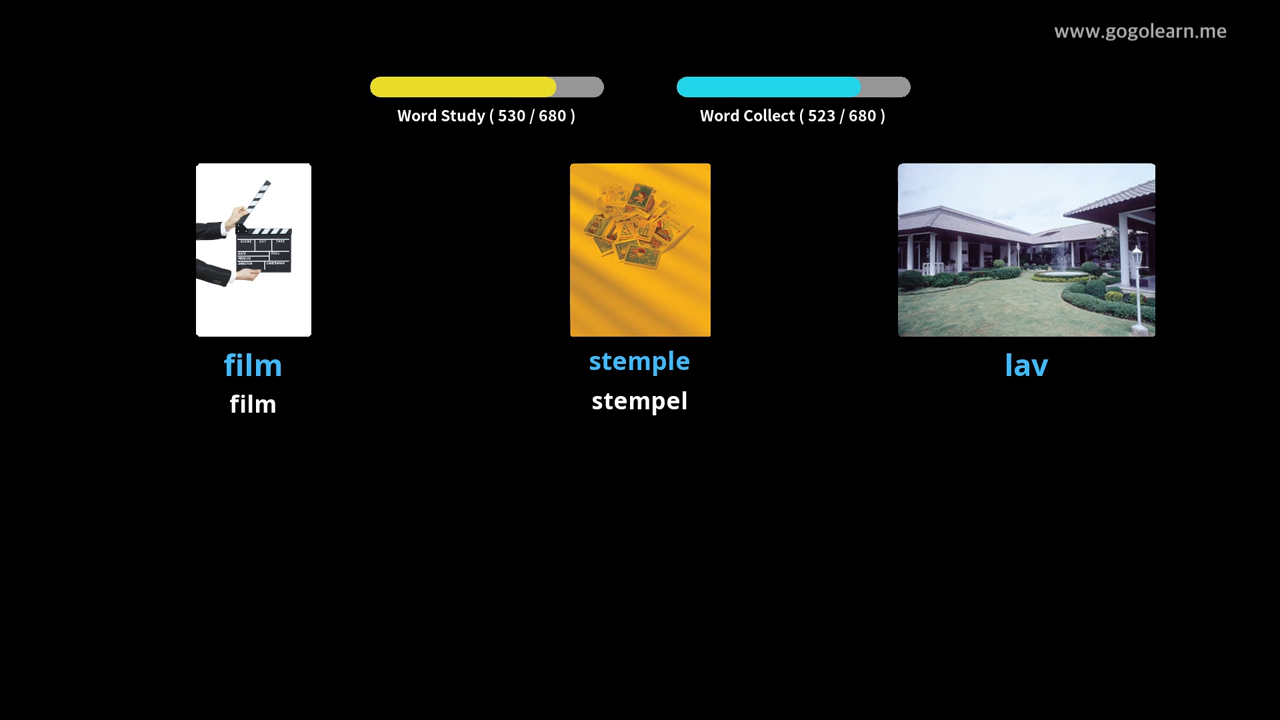 www.gogolearn.me
Word Study ( 530 / 680 )
Word Collect ( 523 / 680 )
film
film
stemple
stempel
lav